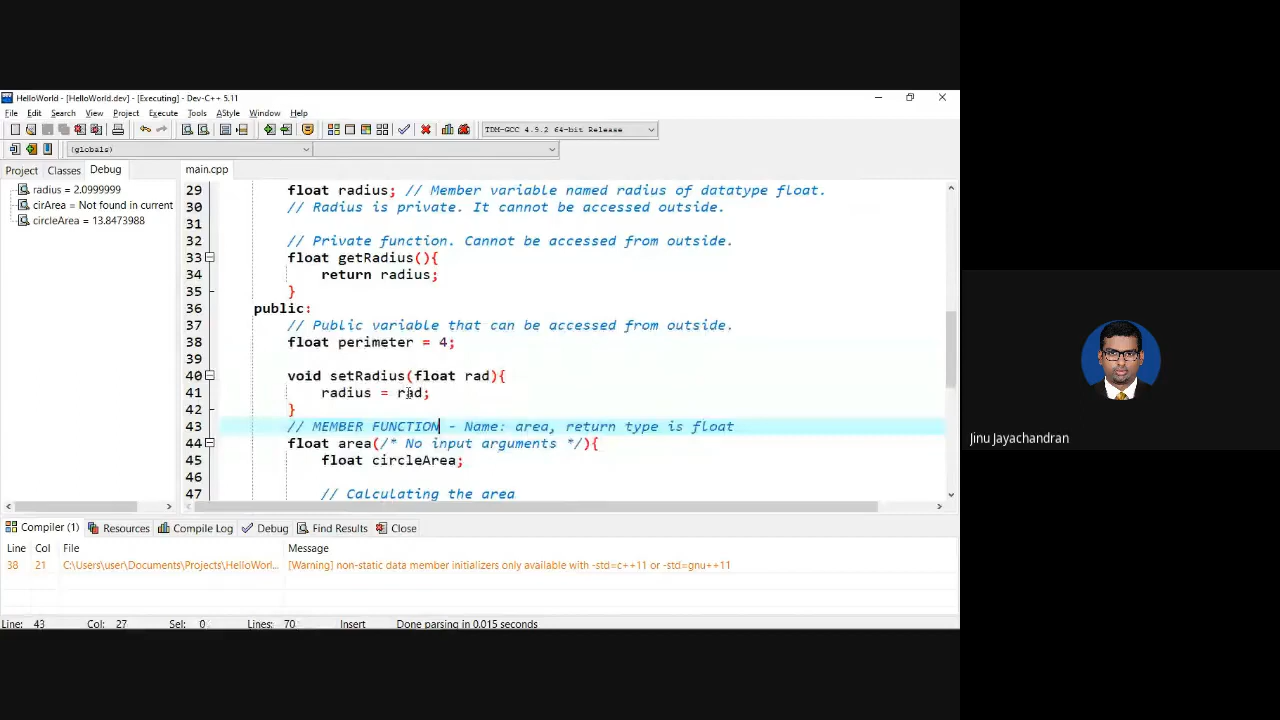 HelloWorld - [HelloWorld.dev] - [Executing] - Dev-C++ 5.11
File Edit Search View Project Execute Tools AStyle Window Help
TDM-GCC 4.9.2 64-bit Release
(globals)
Project Classes Debug
main.cpp
radius = 2.0999999
cirArea = Not found in current
circleArea = 13.8473988
29 float radius; // Member variable named radius of datatype float.
30 // Radius is private. It cannot be accessed outside.
31
32 // Private function. Cannot be accessed from outside.
33 float getRadius(){
34 return radius;
35 }
36 public:
37 // Public variable that can be accessed from outside.
38 float perimeter = 4;
39
40 void setRadius(float rad){
41 radius = rad;
42 }
43 // MEMBER FUNCTION - Name: area, return type is float
44 float area(/* No input arguments */){
45 float circleArea;
46
47 // Calculating the area
Jinu Jayachandran
Compiler (1) Resources Compile Log Debug Find Results Close
Line Col File Message
38 21 C:\Users\user\Documents\Projects\HelloWorl... [Warning] non-static data member initializers only available with -std=c++11 or -std=gnu++11
Line: 43 Col: 27 Sel: 0 Lines: 70 Insert Done parsing in 0.015 seconds